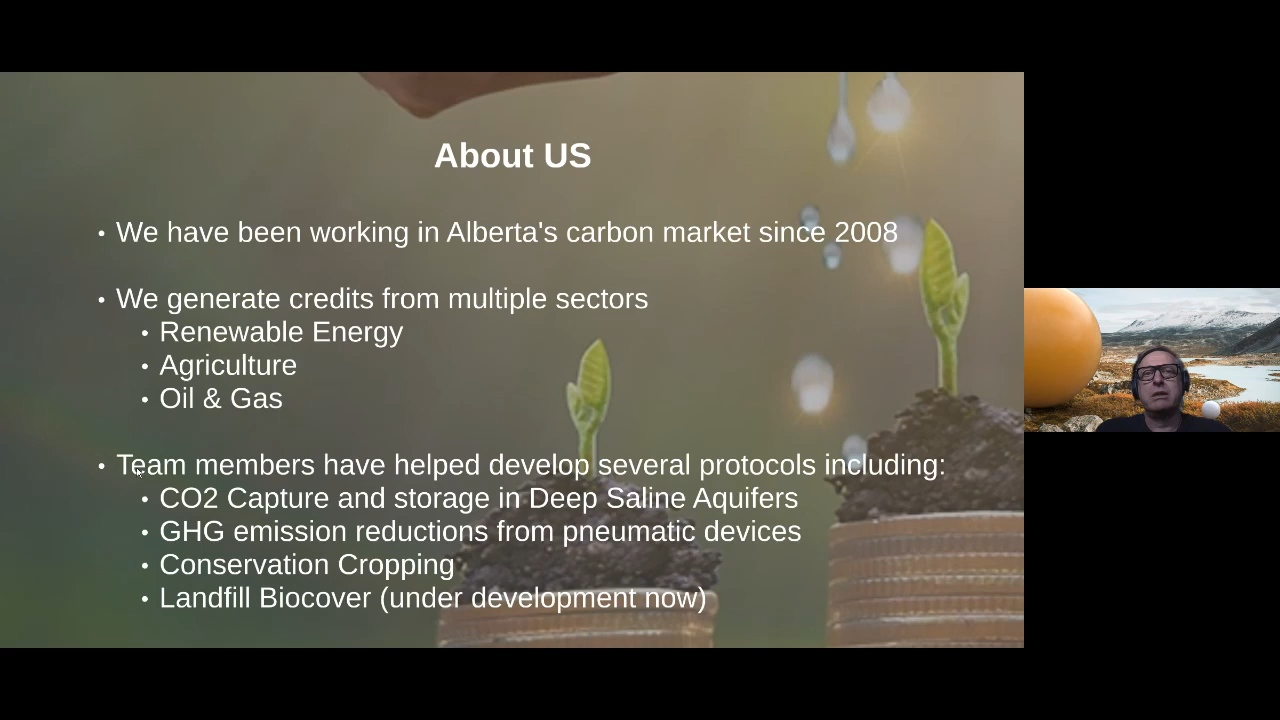 About US
• We have been working in Alberta's carbon market since 2008
• We generate credits from multiple sectors
• Renewable Energy
• Agriculture
• Oil & Gas
• Team members have helped develop several protocols including:
• CO2 Capture and storage in Deep Saline Aquifers
• GHG emission reductions from pneumatic devices
• Conservation Cropping
• Landfill Biocover (under development now)